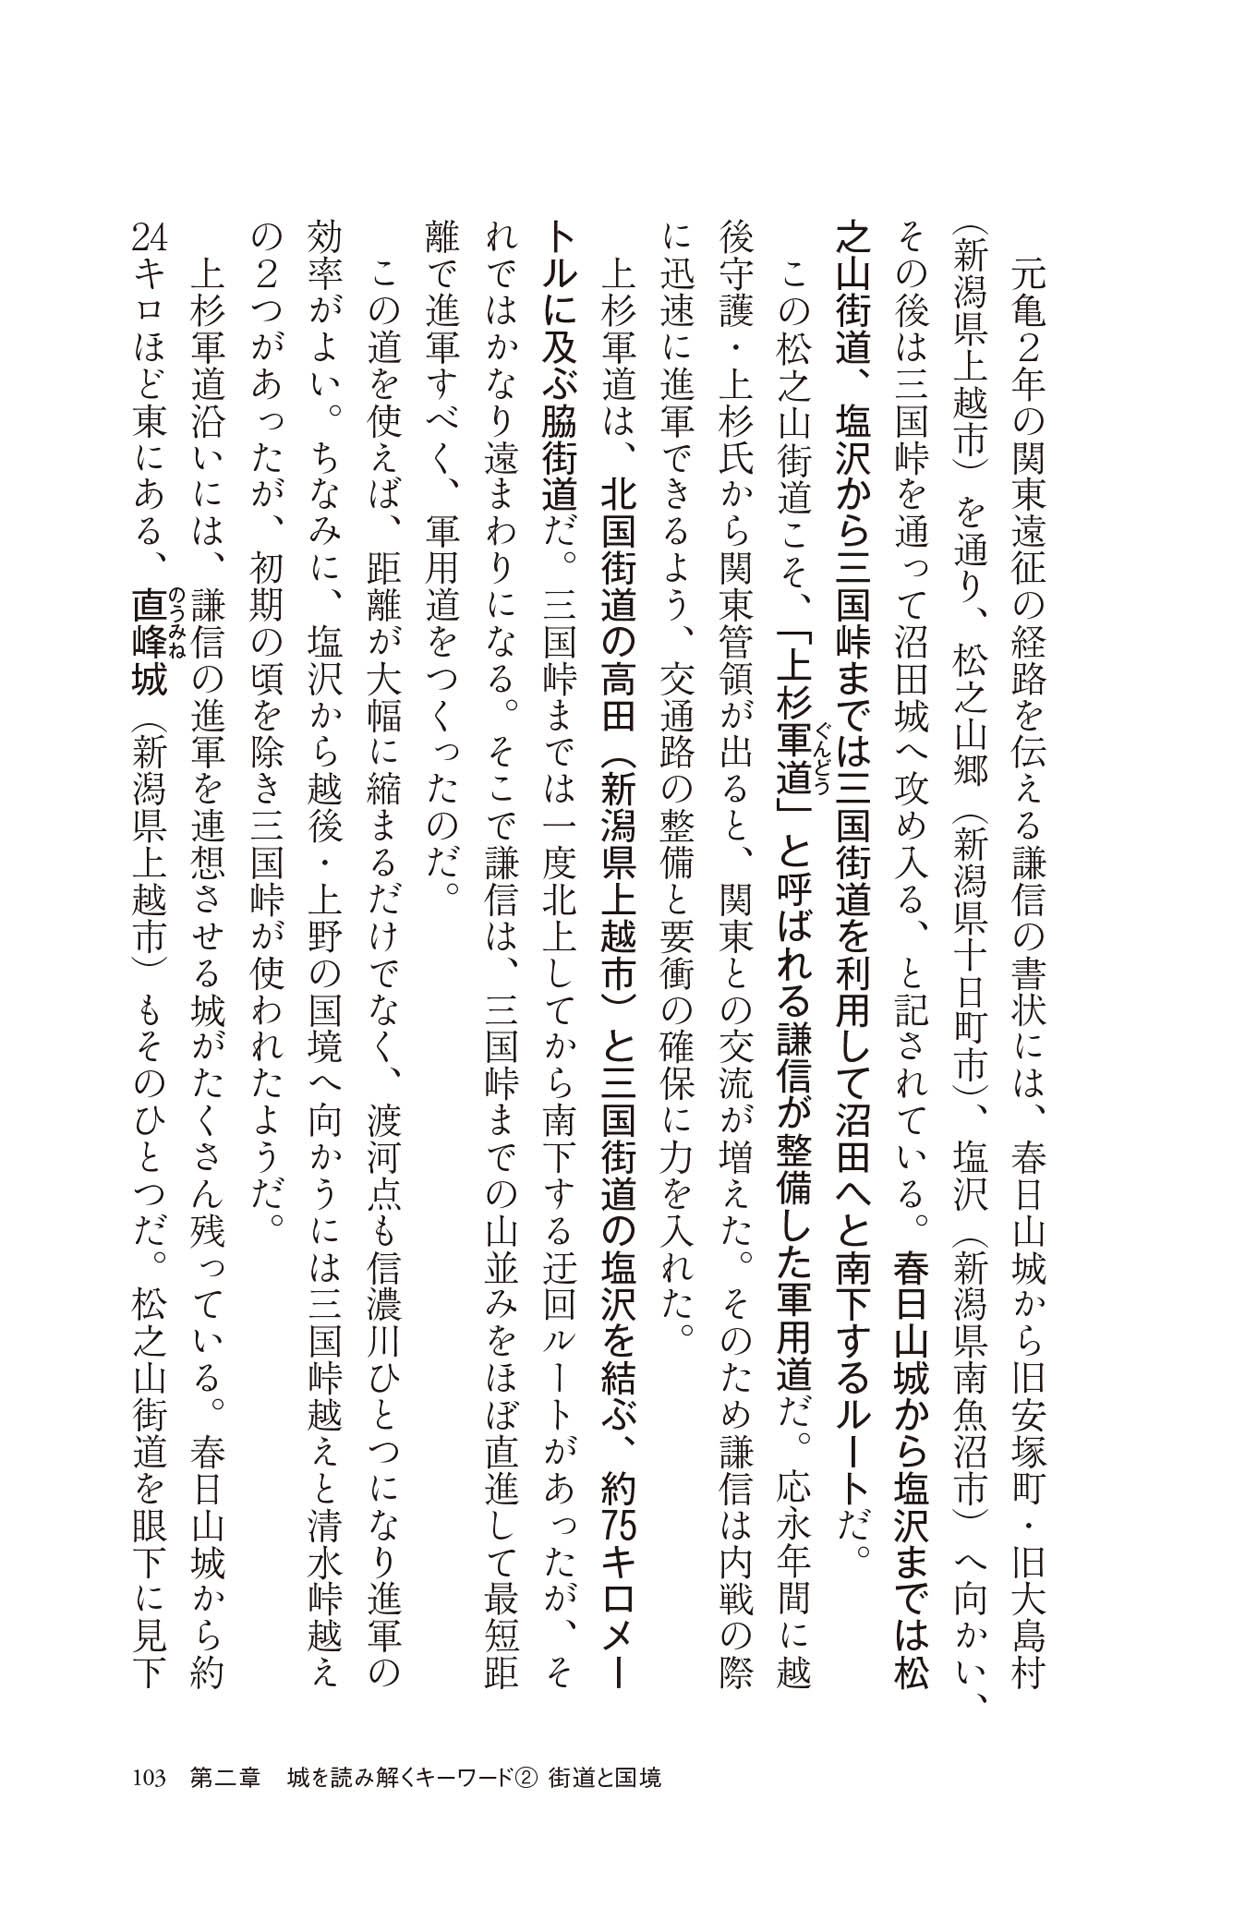 元亀２年の関東遠征の経路を伝える謙信の書状には、春日山城から旧安塚町・旧大島村
（新潟県上越市）を通り、松之山郷（新潟県十日町市）、塩沢（新潟県南魚沼市）へ向かい、
その後は三国峠を通って沼田城へ攻め入る、と記されている。春日山城から塩沢までは松
之山街道、塩沢から三国峠までは三国街道を利用して沼田へと南下するルートだ。
この松之山街道こそ、「上杉軍道」と呼ばれる謙信が整備した軍用道だ。応永年間に越
ぐんどう
後守護・上杉氏から関東管領が出ると、関東との交流が増えた。そのため謙信は内戦の際
に迅速に進軍できるよう、交通路の整備と要衝の確保に力を入れた。
上杉軍道は、北国街道の高田（新潟県上越市）と三国街道の塩沢を結ぶ、約75キロメー
トルに及ぶ脇街道だ。三国峠までは一度北上してから南下する迂回ルートがあったが、そ
れではかなり遠まわりになる。そこで謙信は、三国峠までの山並みをほぼ直進して最短距
離で進軍すべく、軍用道をつくったのだ。
この道を使えば、距離が大幅に縮まるだけでなく、渡河点も信濃川ひとつになり進軍の
効率がよい。ちなみに、塩沢から越後・上野の国境へ向かうには三国峠越えと清水峠越え
の２つがあったが、初期の頃を除き三国峠が使われたようだ。
上杉軍道沿いには、謙信の進軍を連想させる城がたくさん残っている。春日山城から約
24キロほど東にある、直峰城（新潟県上越市）もそのひとつだ。松之山街道を眼下に見下
のうみね
103 第二章 城を読み解くキーワード② 街道と国境